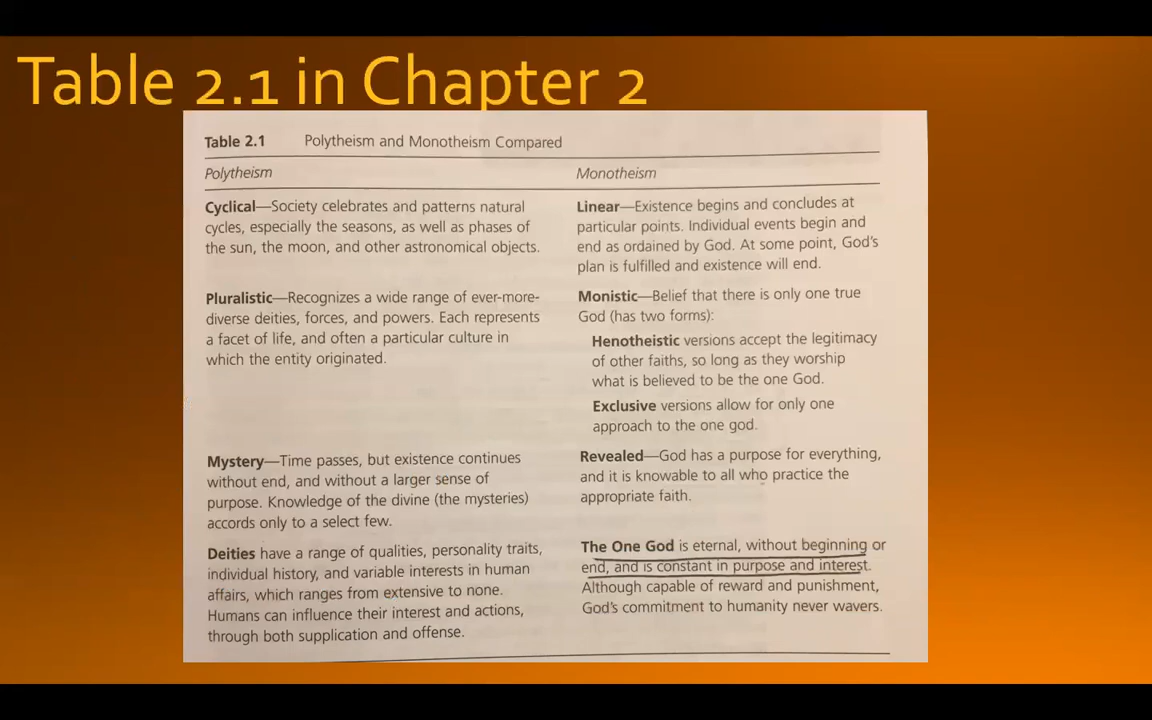 Table 2.1 in Chapter 2
Table 2.1 Polytheism and Monotheism Compared
Polytheism
Cyclical—Society celebrates and patterns natural
cycles, especially the seasons, as well as phases of
the sun, the moon, and other astronomical objects.
Pluralistic—Recognizes a wide range of ever-more-
diverse deities, forces, and powers. Each represents
a facet of life, and often a particular culture in
which the entity originated.
Mystery—Time passes, but existence continues
without end, and without a larger sense of
purpose. Knowledge of the divine (the mysteries)
accords only to a select few.
Deities have a range of qualities, personality traits,
individual history, and variable interests in human
affairs, which ranges from extensive to none.
Humans can influence their interest and actions,
through both supplication and offense.
Monotheism
Linear—Existence begins and concludes at
particular points. Individual events begin and
end as ordained by God. At some point, God's
plan is fulfilled and existence will end.
Monistic—Belief that there is only one true
God (has two forms):
Henotheistic versions accept the legitimacy
of other faiths, so long as they worship
what is believed to be the one God.
Exclusive versions allow for only one
approach to the one god.
Revealed—God has a purpose for everything,
and it is knowable to all who practice the
appropriate faith.
The One God is eternal, without beginning or
end, and is constant in purpose and interest.
Although capable of reward and punishment,
God's commitment to humanity never wavers.